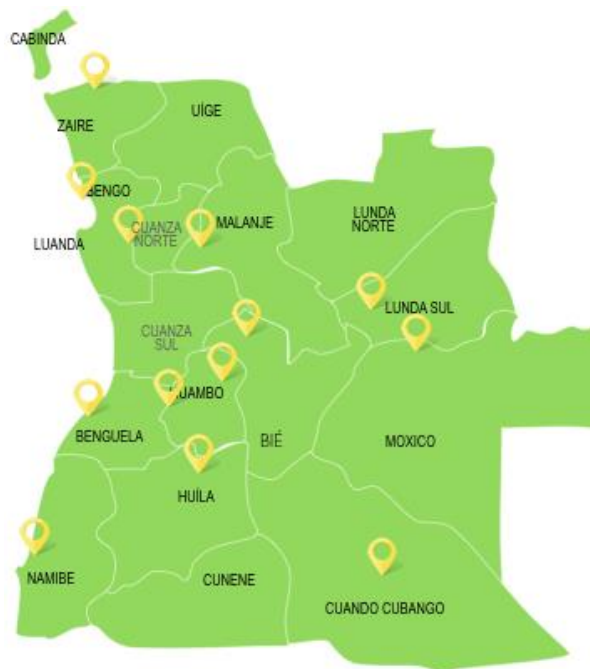 CABINDA
UÍGE
ZAIRE
BENGO
LUNDA
NORTE
MALANJE
CUANZA
NORTE
LUANDA
LUNDA SUL
CUANZA
SUL
HUAMBO
BENGUELA
BIÉ
MOXICO
HUÍLA
NAMIBE
CUNENE
CUANDO CUBANGO